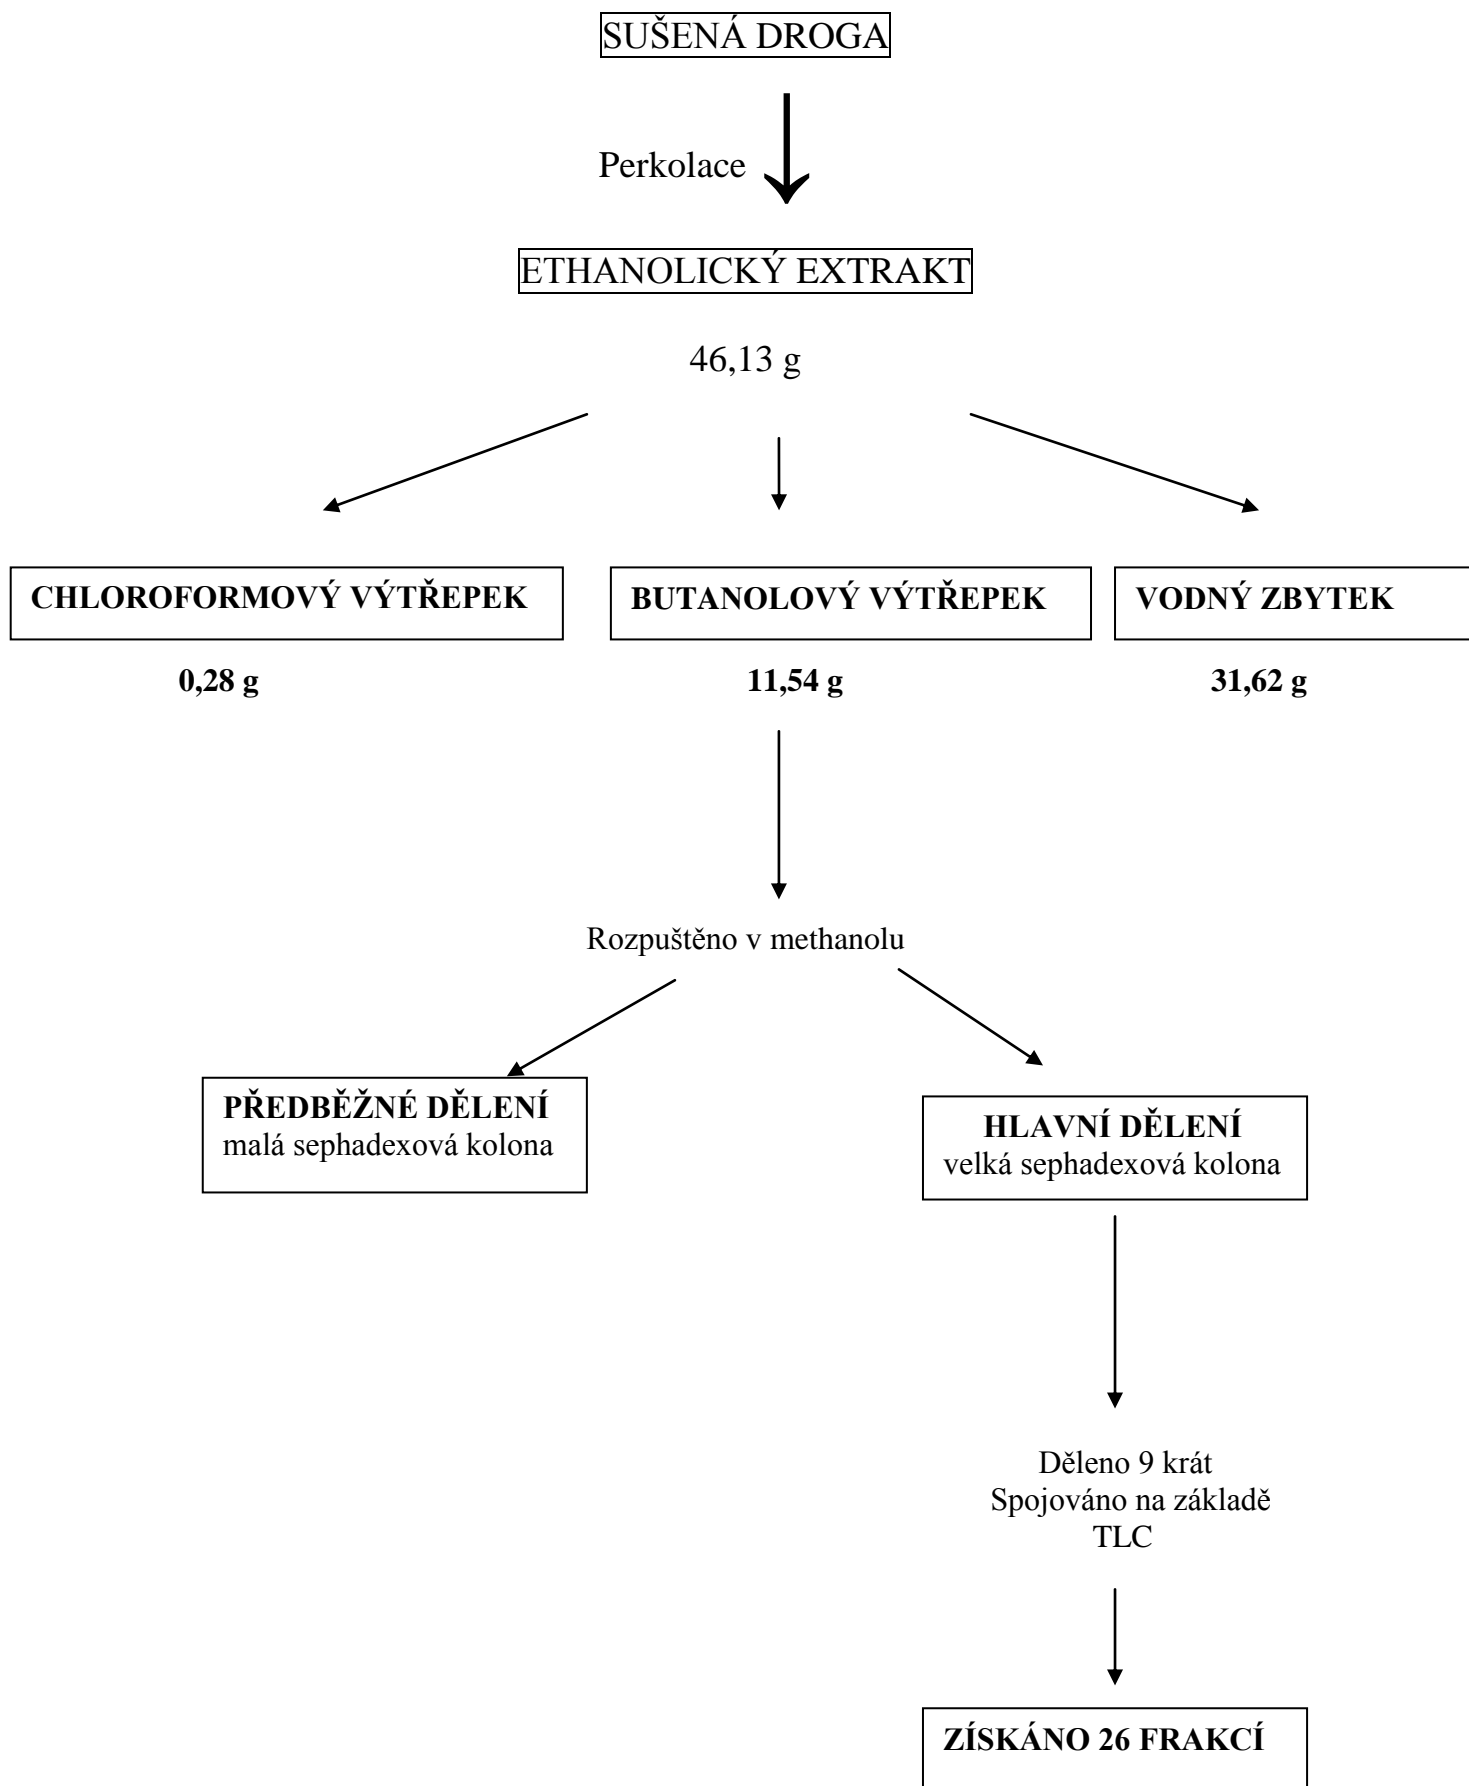 SUŠENÁ DROGA
Perkolace
ETHANOLICKÝ EXTRAKT
46,13 g
CHLOROFORMOVÝ VÝTŘEPEK
BUTANOLOVÝ VÝTŘEPEK
VODNÝ ZBYTEK
0,28 g
11,54 g
31,62 g
Rozpuštěno v methanolu
PŘEDBĚŽNÉ DĚLENÍ
malá sephadexová kolona
HLAVNÍ DĚLENÍ
velká sephadexová kolona
Děleno 9 krát
Spojováno na základě
TLC
ZÍSKÁNO 26 FRAKCÍ